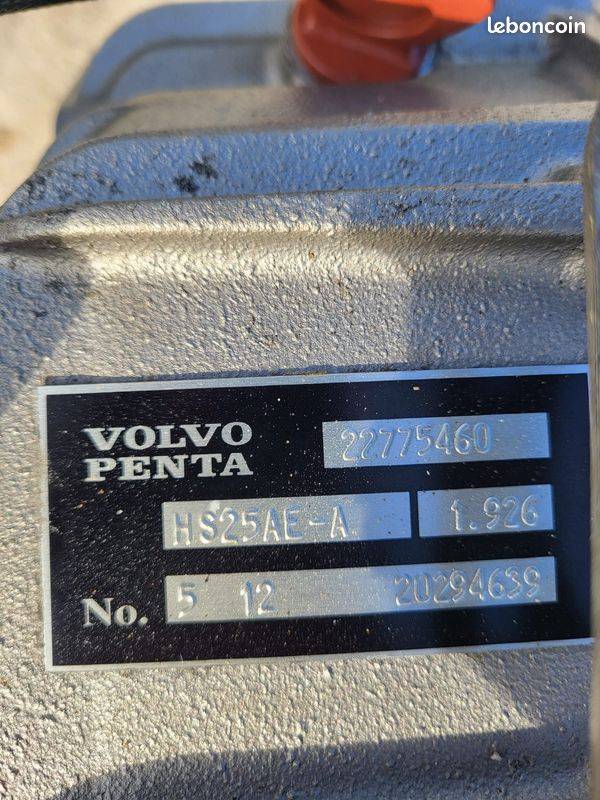 leboncoin
VOLVO PENTA 22775460
HS25AE-A 1.926
No. 5 12 20294639